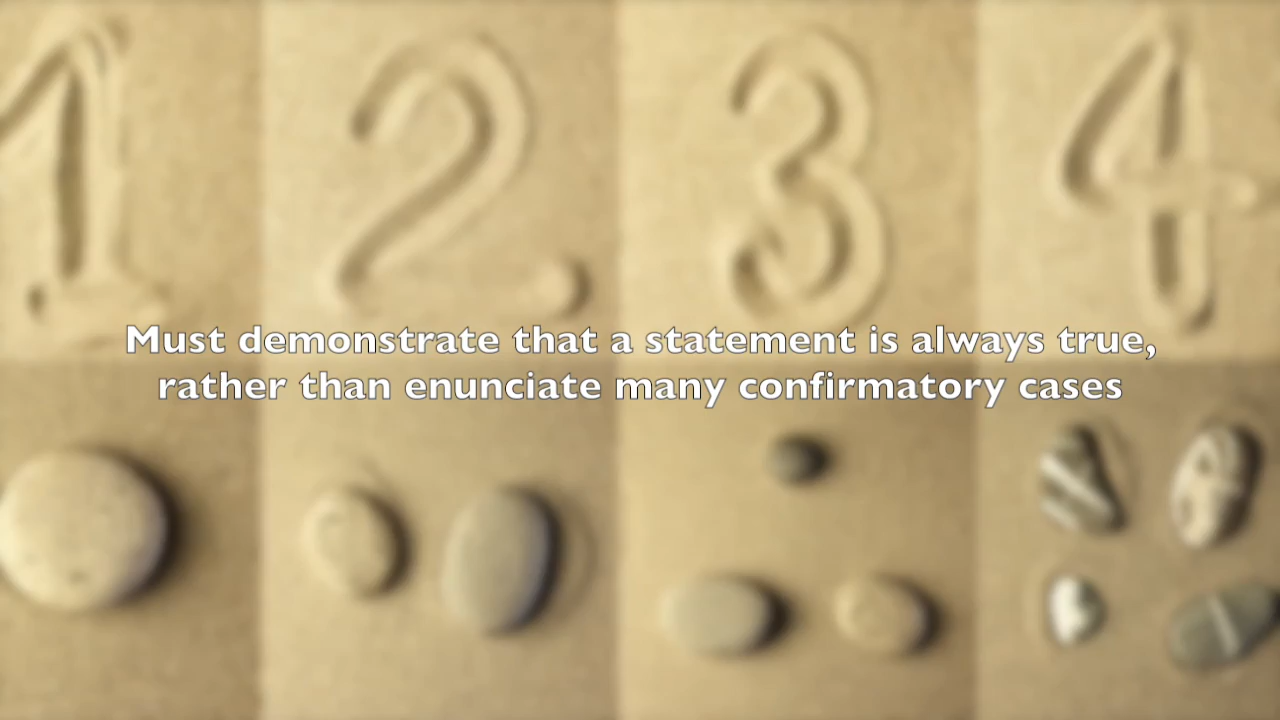 1 2 3 4
Must demonstrate that a statement is always true,
rather than enunciate many confirmatory cases